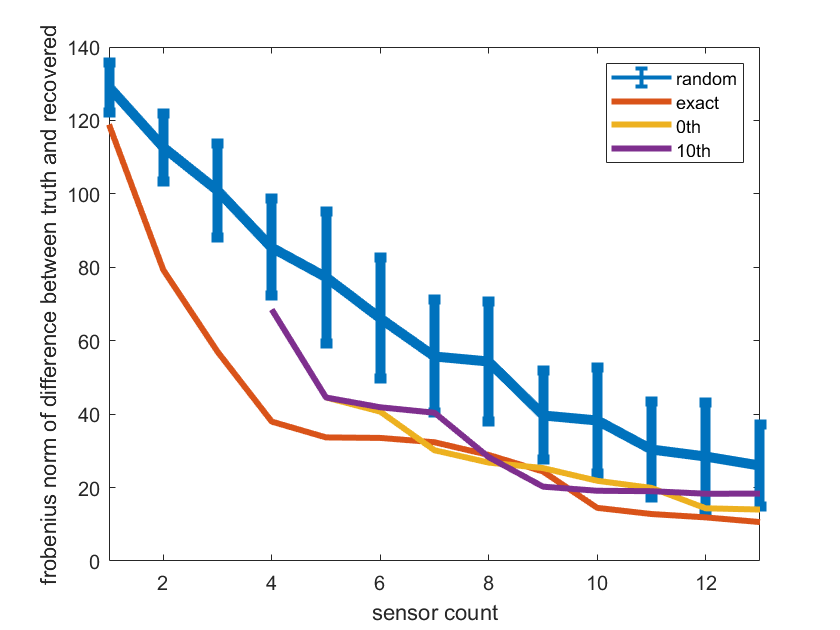 frobenius norm of difference between truth and recovered
140
120
100
80
60
40
20
0
2
4
6
8
10
12
sensor count
random
exact
0th
10th